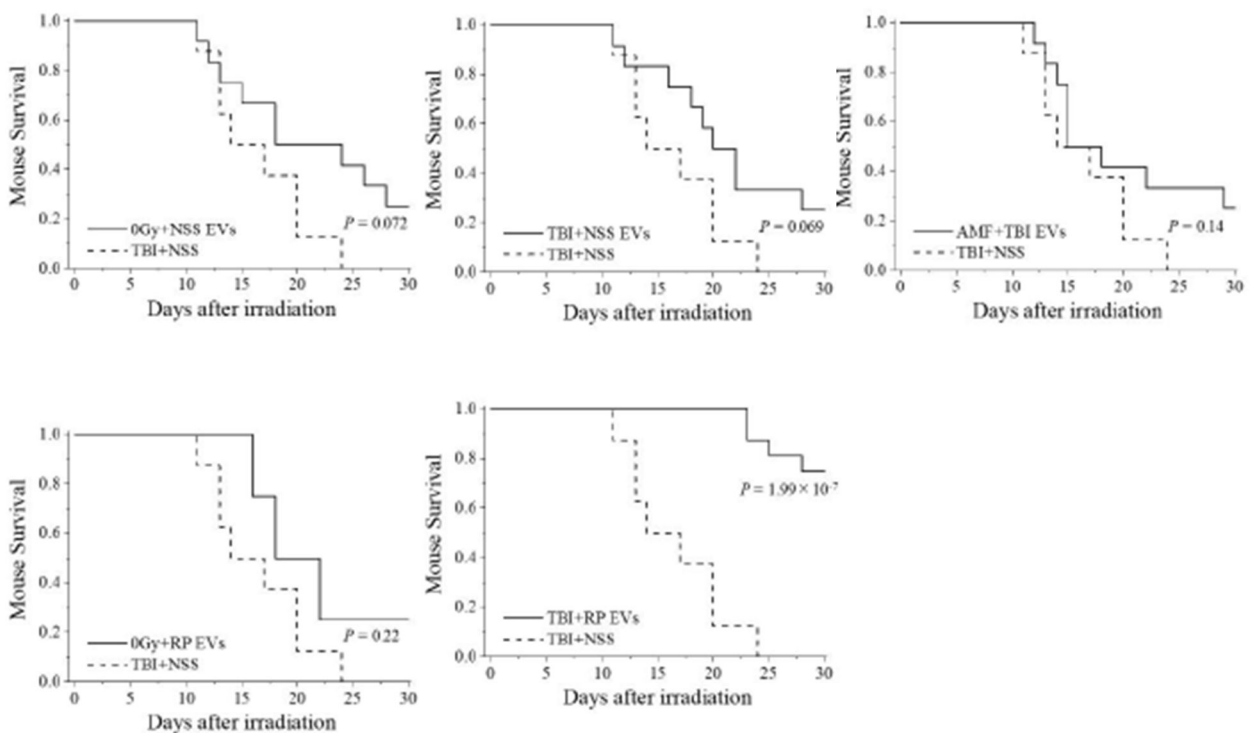 Mouse Survival
1.0
0.8
0.6
0.4
0.2
0.0
0Gy+NSS EVs
TBI+NSS
P = 0.072
0 5 10 15 20 25 30
Days after irradiation
Mouse Survival
1.0
0.8
0.6
0.4
0.2
0.0
TBI+NSS EVs
TBI+NSS
P = 0.069
0 5 10 15 20 25 30
Days after irradiation
Mouse Survival
1.0
0.8
0.6
0.4
0.2
0.0
AMF+TBI EVs
TBI+NSS
P = 0.14
0 5 10 15 20 25 30
Days after irradiation
Mouse Survival
1.0
0.8
0.6
0.4
0.2
0.0
0Gy+RP EVs
TBI+NSS
P = 0.22
0 5 10 15 20 25 30
Days after irradiation
Mouse Survival
1.0
0.8
0.6
0.4
0.2
0.0
TBI+RP EVs
TBI+NSS
P = 1.99 × 10⁻⁷
0 5 10 15 20 25 30
Days after irradiation